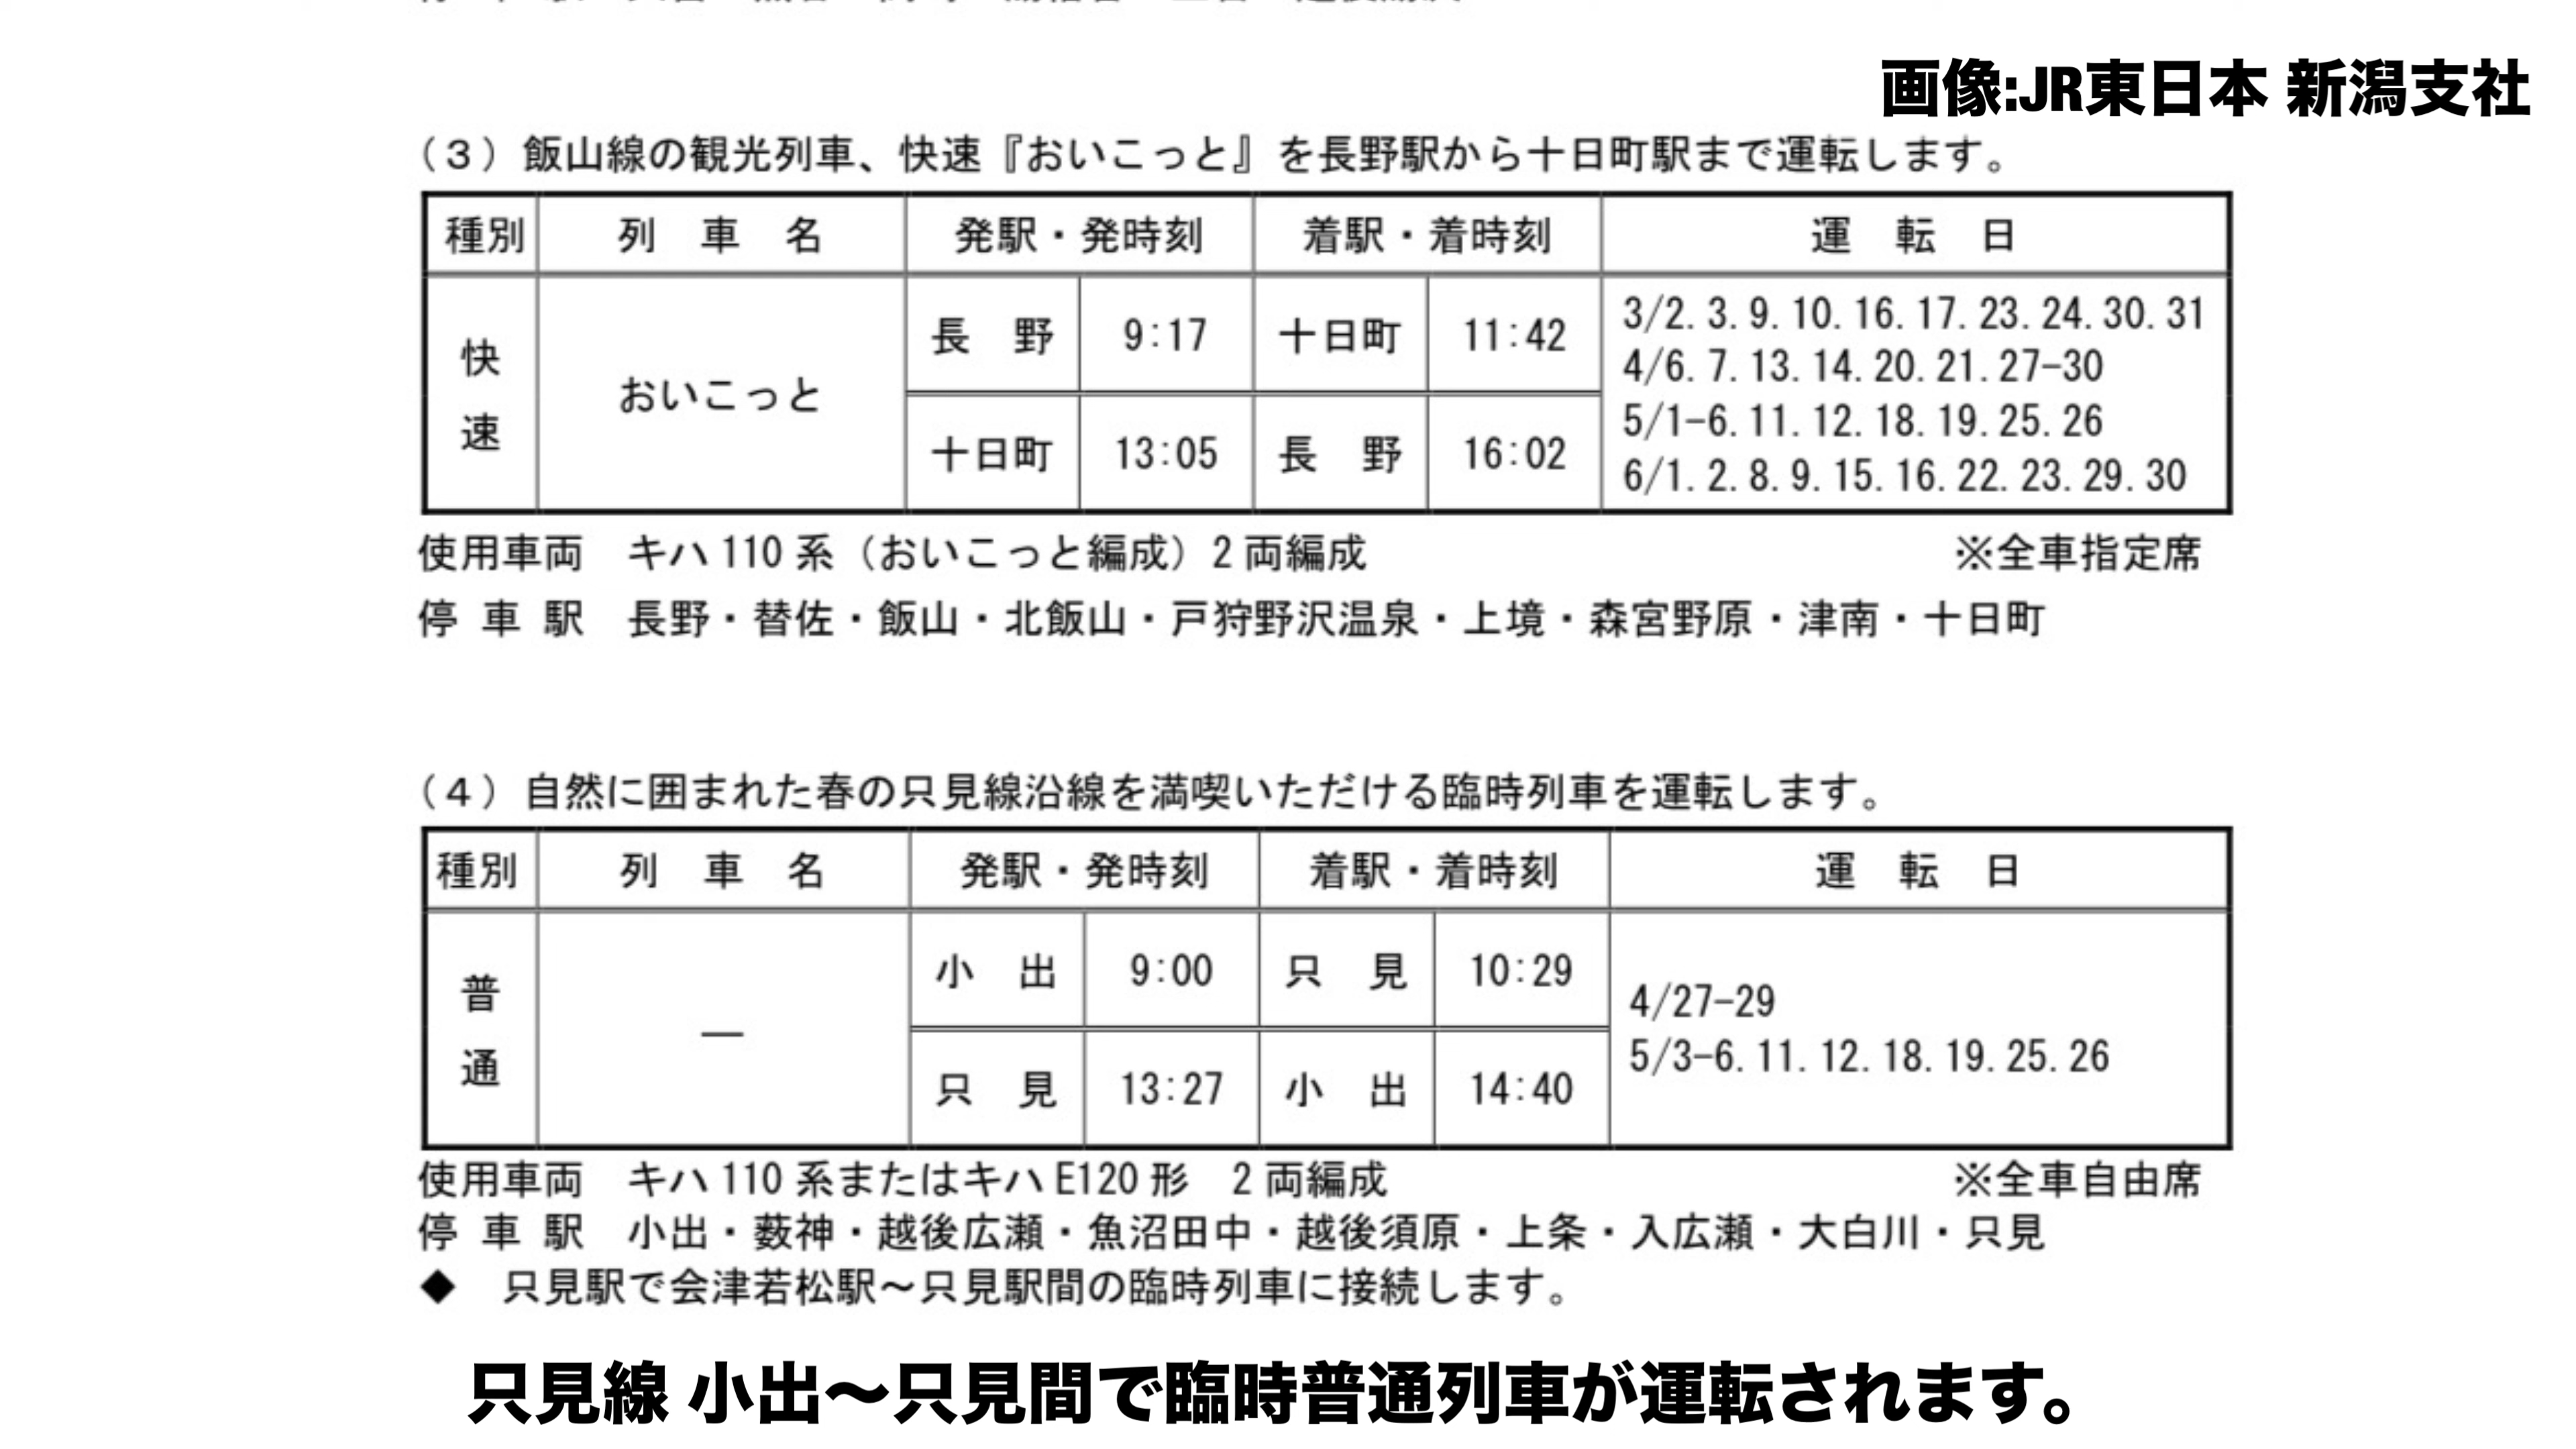 画像:JR東日本 新潟支社
（３）飯山線の観光列車、快速『おいこっと』を長野駅から十日町駅まで運転します。
種別 列 車 名 発駅・発時刻 着駅・着時刻 運 転 日
快速 おいこっと 長 野 9:17 十日町 11:42
十日町 13:05 長 野 16:02
3/2.3.9.10.16.17.23.24.30.31
4/6.7.13.14.20.21.27-30
5/1-6.11.12.18.19.25.26
6/1.2.8.9.15.16.22.23.29.30
使用車両 キハ110系（おいこっと編成）2両編成 ※全車指定席
停 車 駅 長野・替佐・飯山・北飯山・戸狩野沢温泉・上境・森宮野原・津南・十日町
（４）自然に囲まれた春の只見線沿線を満喫いただける臨時列車を運転します。
種別 列 車 名 発駅・発時刻 着駅・着時刻 運 転 日
普通 ― 小 出 9:00 只 見 10:29
只 見 13:27 小 出 14:40
4/27-29
5/3-6.11.12.18.19.25.26
使用車両 キハ110系またはキハE120形 2両編成 ※全車自由席
停 車 駅 小出・薮神・越後広瀬・魚沼田中・越後須原・上条・入広瀬・大白川・只見
◆ 只見駅で会津若松駅～只見駅間の臨時列車に接続します。
只見線 小出～只見間で臨時普通列車が運転されます。